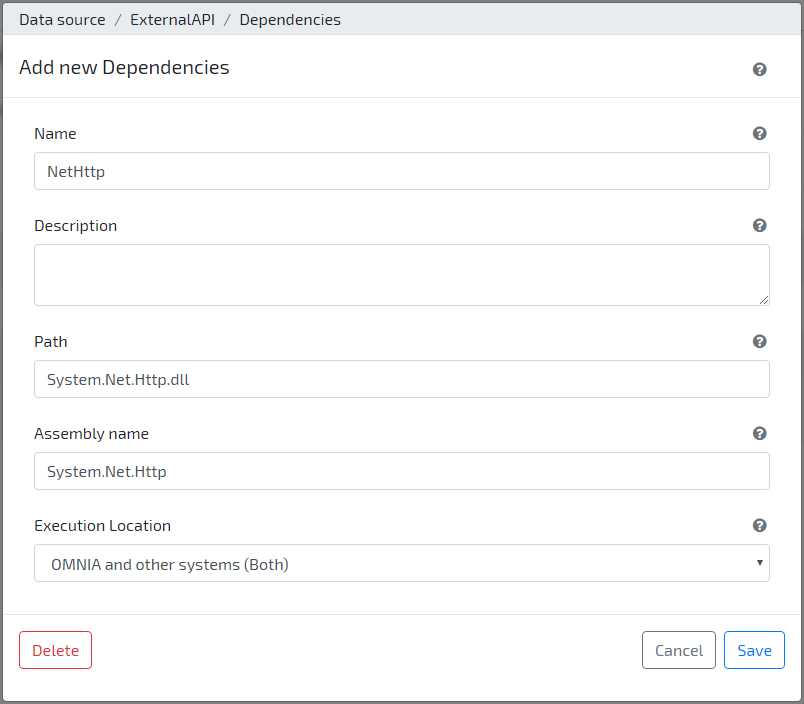 Data source / ExternalAPI / Dependencies
Add new Dependencies
Name
NetHttp
Description
Path
System.Net.Http.dll
Assembly name
System.Net.Http
Execution Location
OMNIA and other systems (Both)
Delete Cancel Save